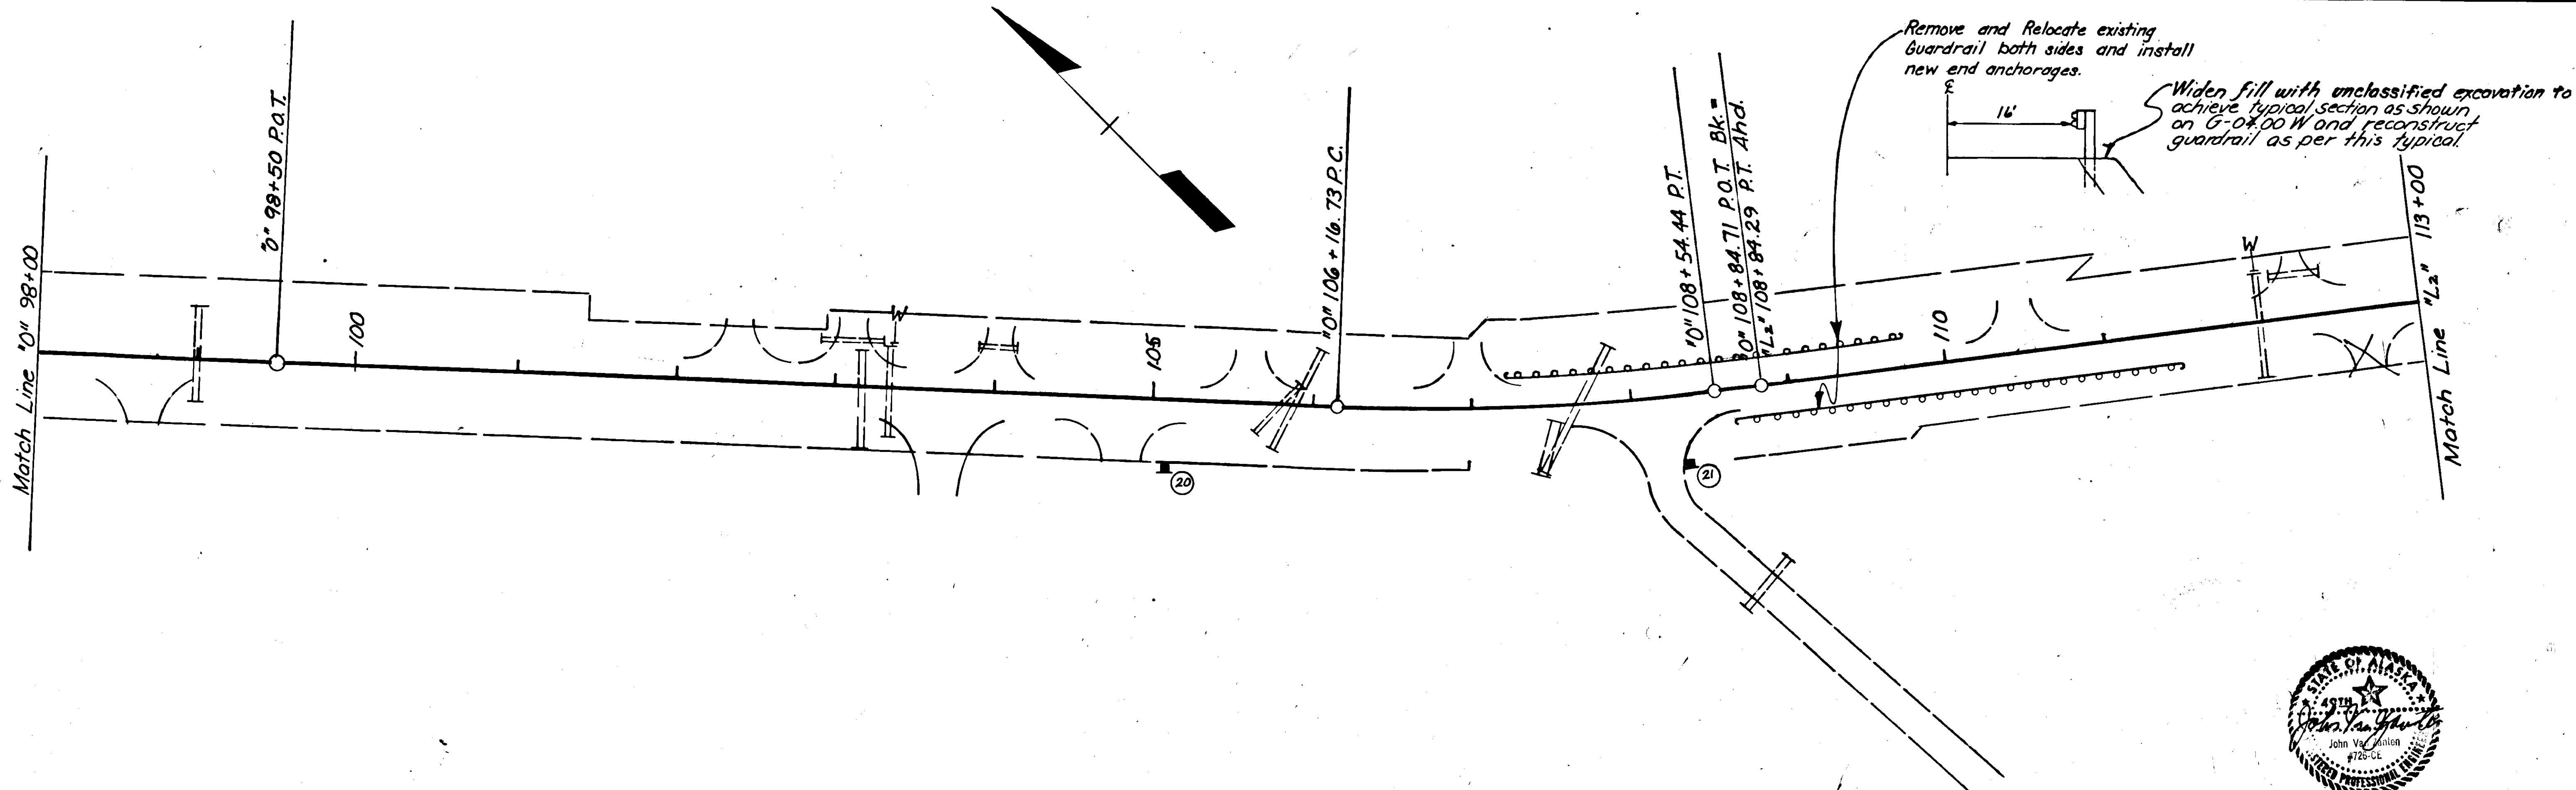 Remove and Relocate existing
Guardrail both sides and install
new end anchorages.
℄
16'
Widen fill with unclassified excavation to
achieve typical section as shown
on G-04.00 W and reconstruct
guardrail as per this typical.
Match Line "O" 98+00
"O" 98+50 P.O.T.
100
W
105
"O" 106+16.73 P.C.
"O" 108+54.44 P.T.
"O" 108+84.71 P.O.T. Bk.=
"L2" 108+84.29 P.T. Ahd.
110
W
Match Line "L2" 113+00
20
21
STATE OF ALASKA
49TH
John Van Zanten
4726-CE
PROFESSIONAL ENGINEER